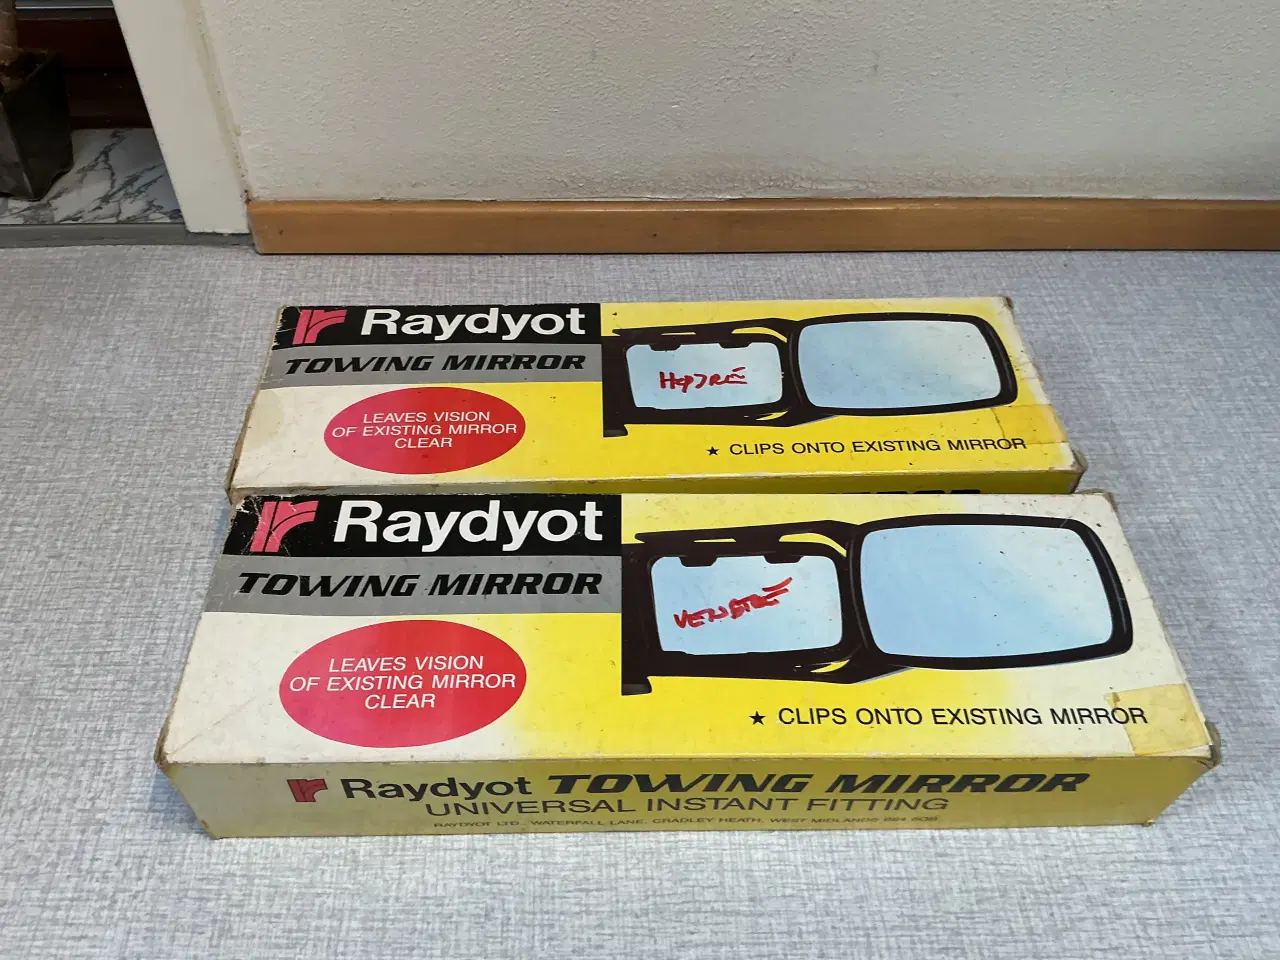 Raydyot
TOWING MIRROR
LEAVES VISION
OF EXISTING MIRROR
CLEAR
★ CLIPS ONTO EXISTING MIRROR
Raydyot
TOWING MIRROR
LEAVES VISION
OF EXISTING MIRROR
CLEAR
VENSTRE
★ CLIPS ONTO EXISTING MIRROR
Raydyot TOWING MIRROR
UNIVERSAL INSTANT FITTING
RAYDYOT LTD., WATERFALL LANE, CRADLEY HEATH, WEST MIDLANDS